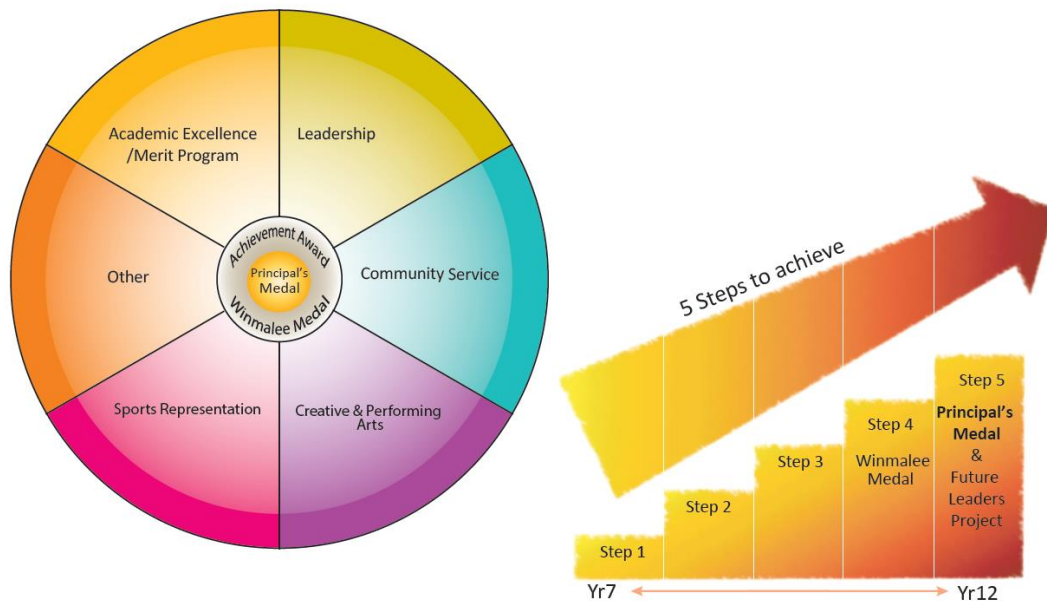 Academic Excellence
/Merit Program
Leadership
Other
Achievement Award
Principal's
Medal
Winmalee Medal
Community Service
Sports Representation
Creative & Performing
Arts
5 Steps to achieve
Step 1
Step 2
Step 3
Step 4
Winmalee
Medal
Step 5
Principal's
Medal
&
Future
Leaders
Project
Yr7
Yr12